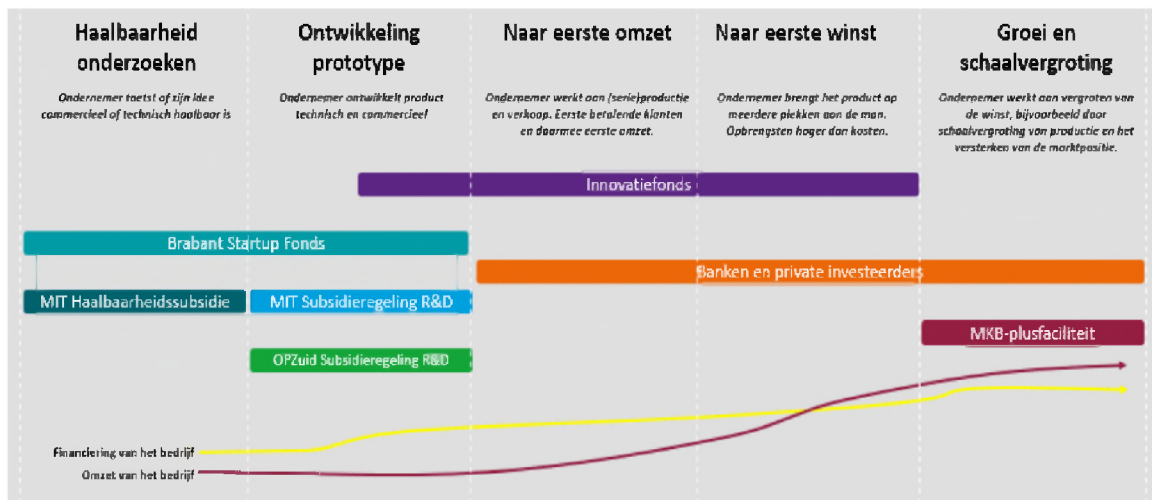 Haalbaarheid
onderzoeken
Ondernemer toetst of zijn idee
commercieel of technisch haalbaar is
Ontwikkeling
prototype
Ondernemer ontwikkelt product
technisch en commercieel
Naar eerste omzet
Ondernemer werkt aan (serie)productie
en verkoop. Eerste betalende klanten
en daarmee eerste omzet.
Naar eerste winst
Ondernemer brengt het product op
meerdere plekken aan de man.
Opbrengsten hoger dan kosten.
Groei en
schaalvergroting
Ondernemer werkt aan vergroten van
de winst, bijvoorbeeld door
schaalvergroting van productie en het
versterken van de marktpositie.
Innovatiefonds
Brabant Startup Fonds
Banken en private investeerders
MIT Haalbaarheidssubsidie
MIT Subsidieregeling R&D
MKB-plusfaciliteit
OPZuid Subsidieregeling R&D
Financiering van het bedrijf
Omzet van het bedrijf